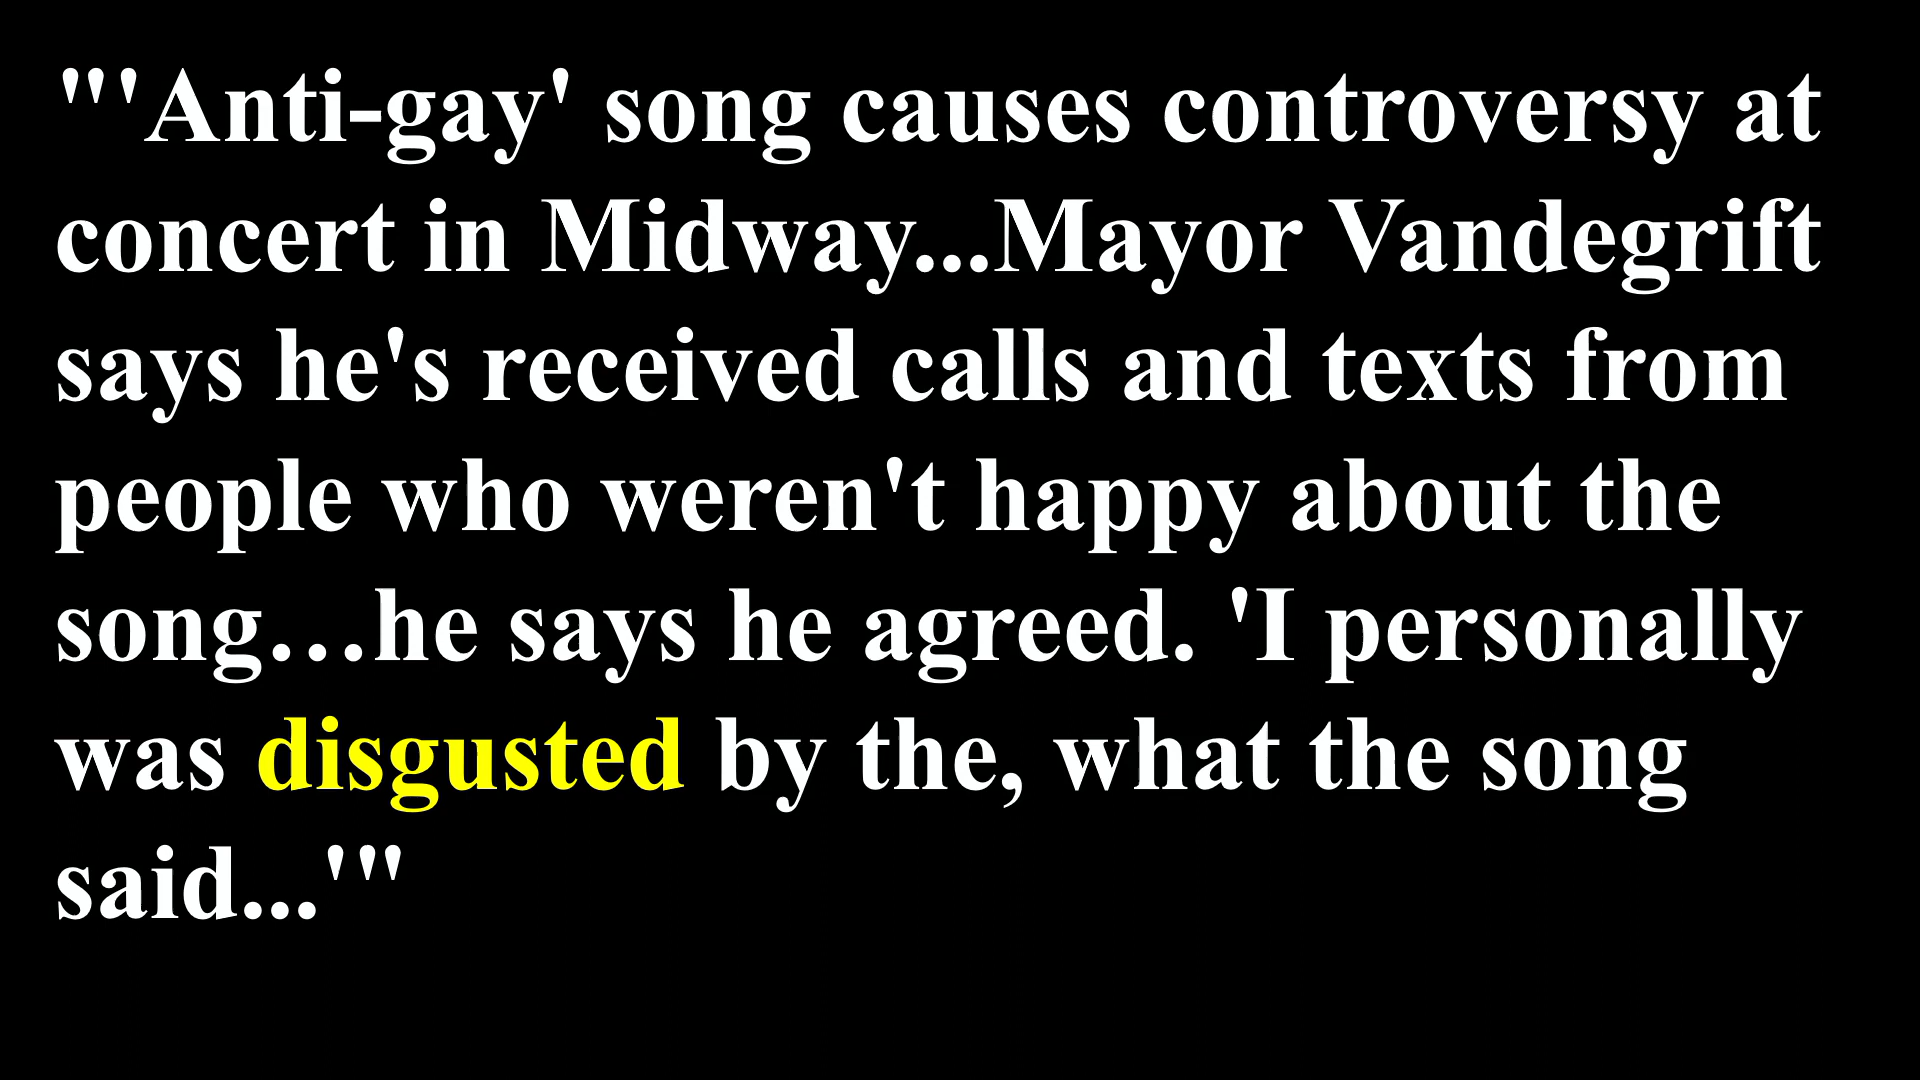 "'Anti-gay' song causes controversy at
concert in Midway...Mayor Vandegrift
says he's received calls and texts from
people who weren't happy about the
song…he says he agreed. 'I personally
was disgusted by the, what the song
said...'"